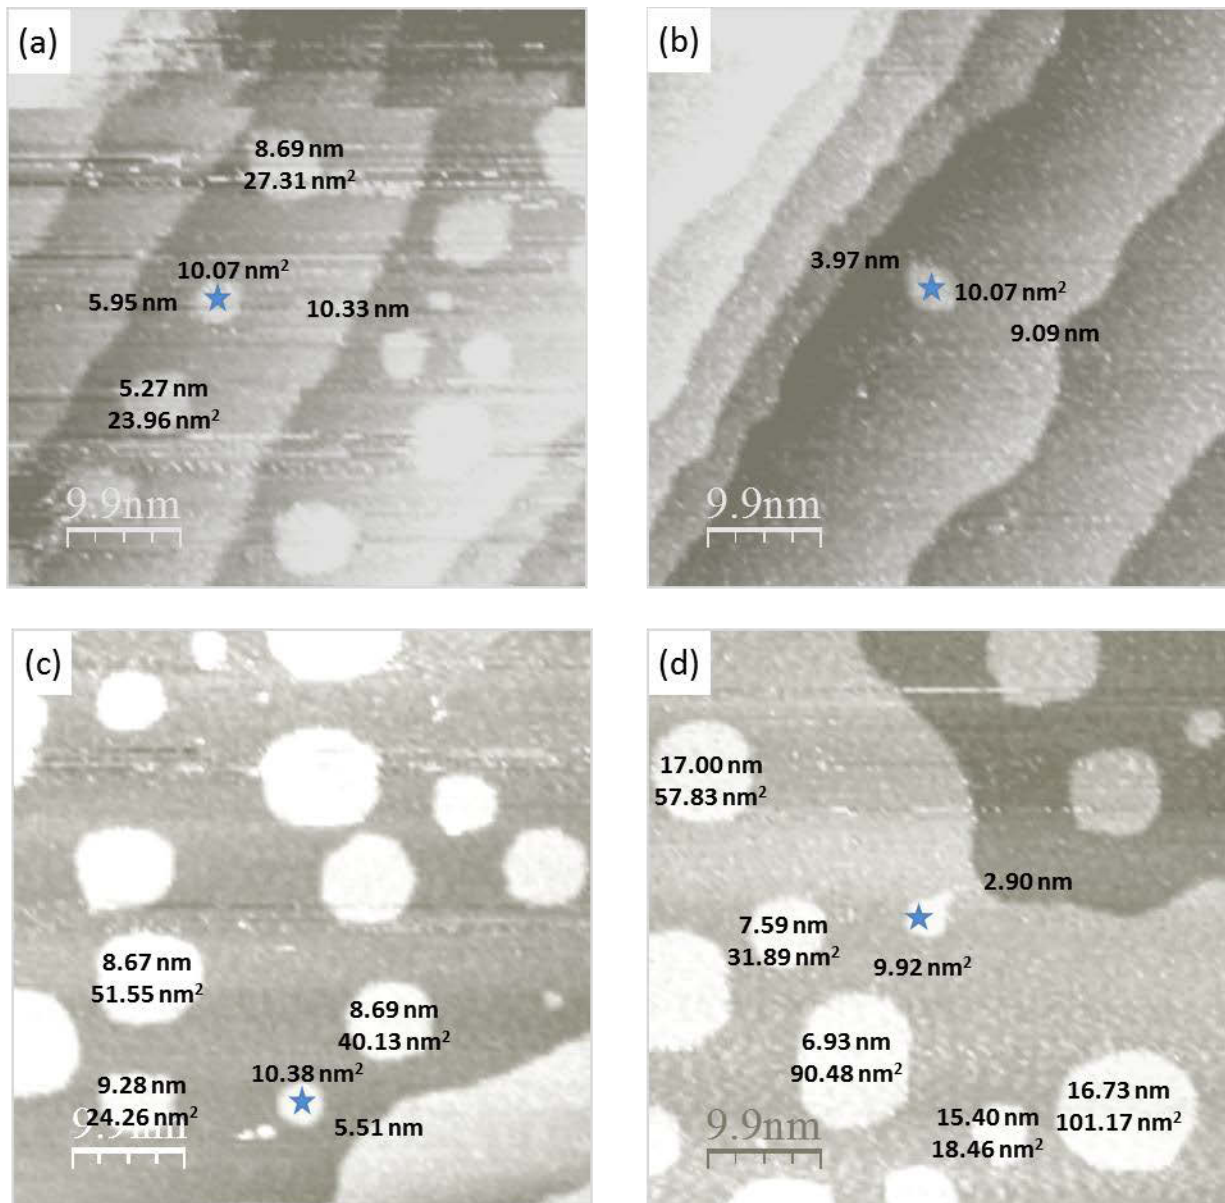 (a)
8.69 nm
27.31 nm²
10.07 nm²
5.95 nm
10.33 nm
5.27 nm
23.96 nm²
9.9nm
(b)
3.97 nm
10.07 nm²
9.09 nm
9.9nm
(c)
8.67 nm
51.55 nm²
8.69 nm
40.13 nm²
10.38 nm²
9.28 nm
24.26 nm²
5.51 nm
9.9nm
(d)
17.00 nm
57.83 nm²
2.90 nm
7.59 nm
31.89 nm²
9.92 nm²
6.93 nm
90.48 nm²
16.73 nm
101.17 nm²
15.40 nm
18.46 nm²
9.9nm